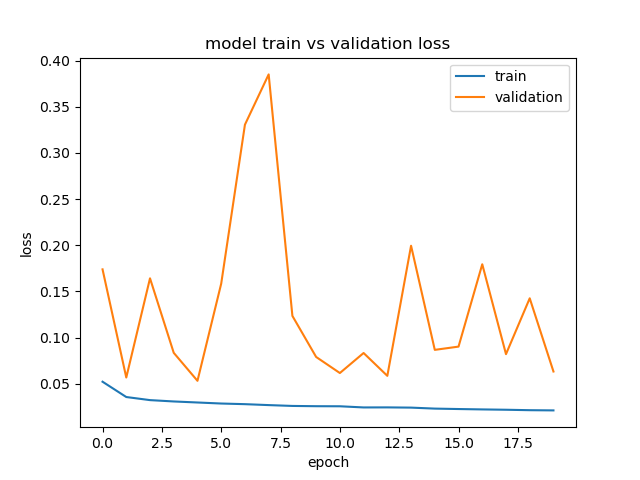 model train vs validation loss
train
validation
loss
0.40
0.35
0.30
0.25
0.20
0.15
0.10
0.05
0.0 2.5 5.0 7.5 10.0 12.5 15.0 17.5
epoch